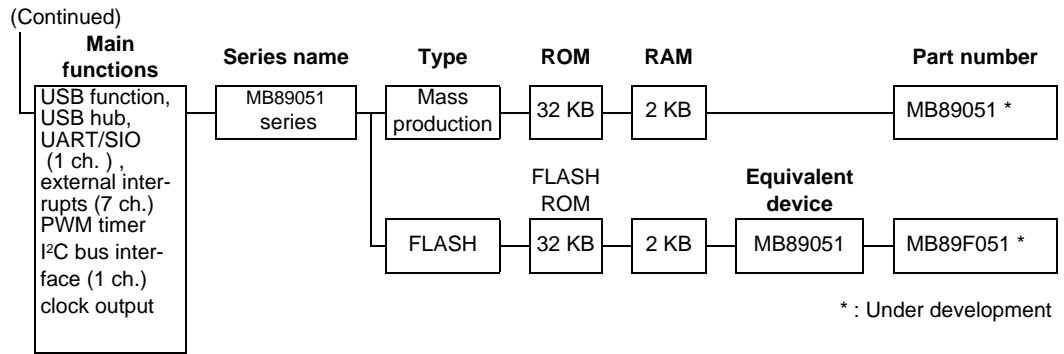 (Continued)
Main
functions
Series name
Type
ROM
RAM
Part number
USB function,
USB hub,
UART/SIO
(1 ch. ) ,
external inter-
rupts (7 ch.)
PWM timer
I²C bus inter-
face (1 ch.)
clock output
MB89051
series
Mass
production
32 KB
2 KB
MB89051 *
FLASH
ROM
Equivalent
device
FLASH
32 KB
2 KB
MB89051
MB89F051 *
* : Under development